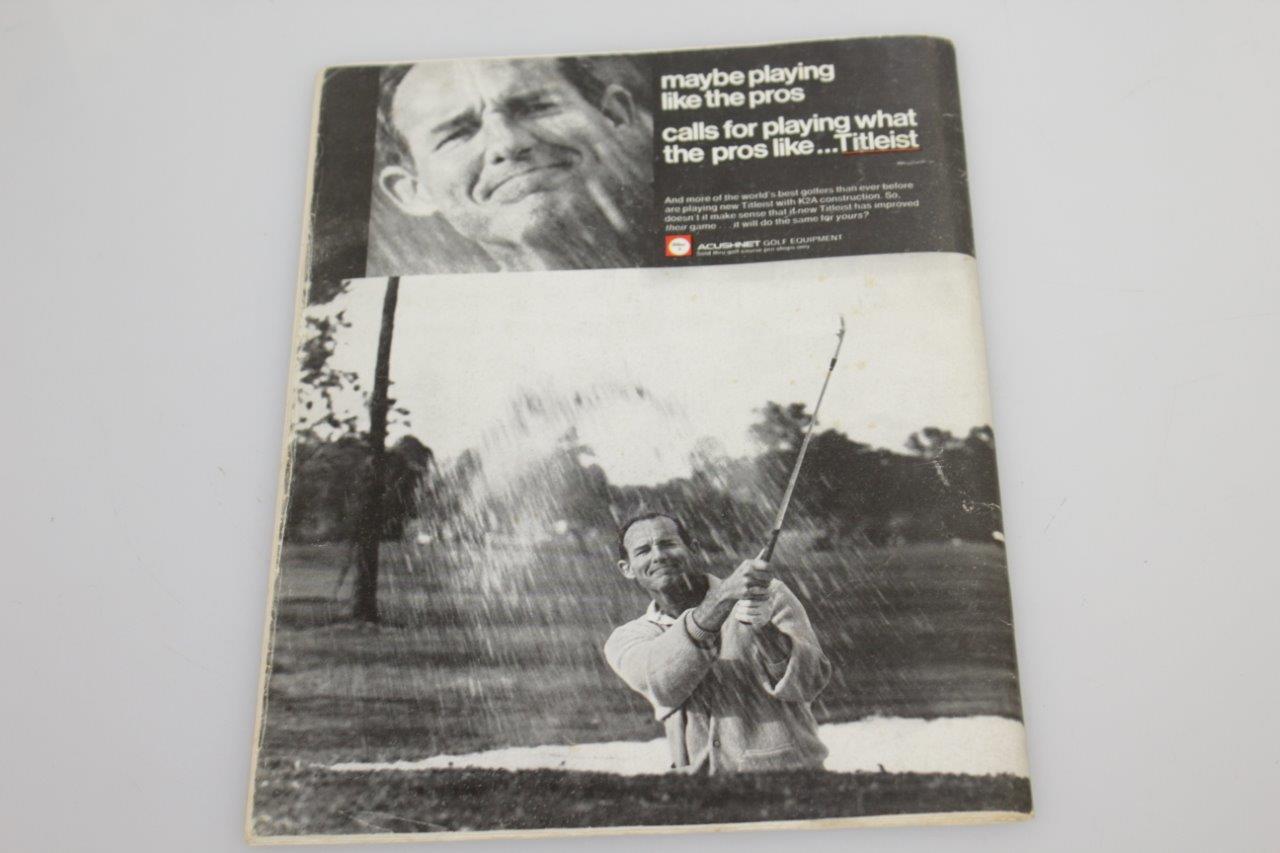 maybe playing
like the pros
calls for playing what
the pros like...Titleist
And more of the world's best golfers than ever before
are playing new Titleist with K2A construction. So,
doesn't it make sense that if new Titleist has improved
their game . . . it will do the same for yours?
ACUSHNET GOLF EQUIPMENT
Sold thru golf course pro shops only